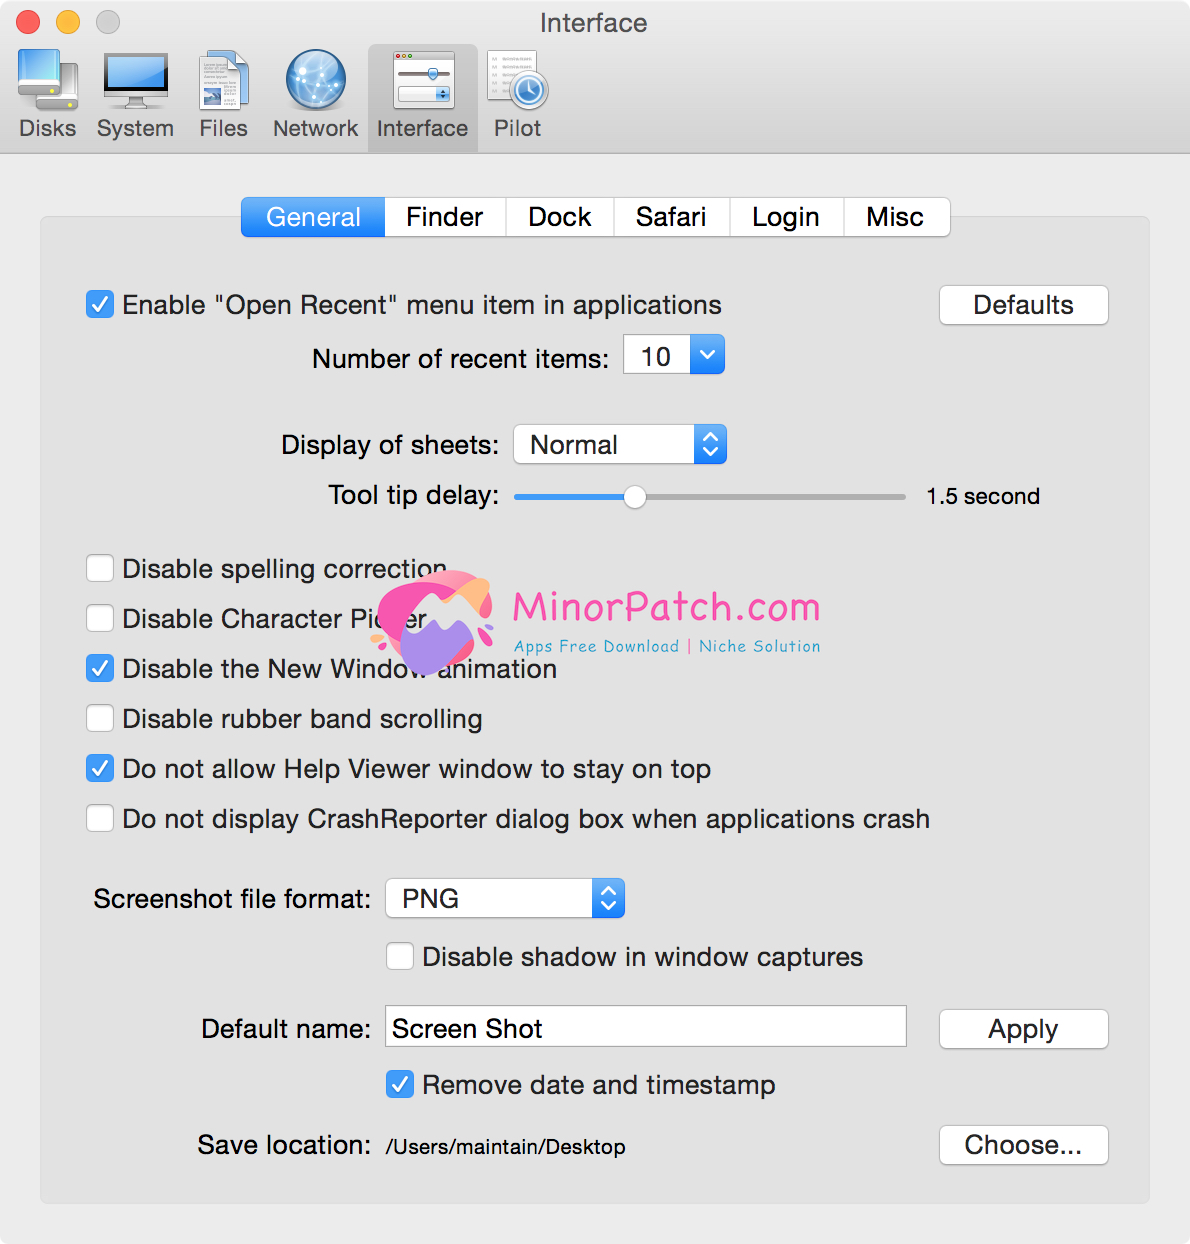 Interface
Disks System Files Network Interface Pilot
General Finder Dock Safari Login Misc
Enable "Open Recent" menu item in applications Defaults
Number of recent items: 10
Display of sheets: Normal
Tool tip delay: 1.5 second
Disable spelling correction
MinorPatch.com
Disable Character
Apps Free Download | Niche Solution
Disable the New Window animation
Disable rubber band scrolling
Do not allow Help Viewer window to stay on top
Do not display CrashReporter dialog box when applications crash
Screenshot file format: PNG
Disable shadow in window captures
Default name: Screen Shot Apply
Remove date and timestamp
Save location: /Users/maintain/Desktop Choose...